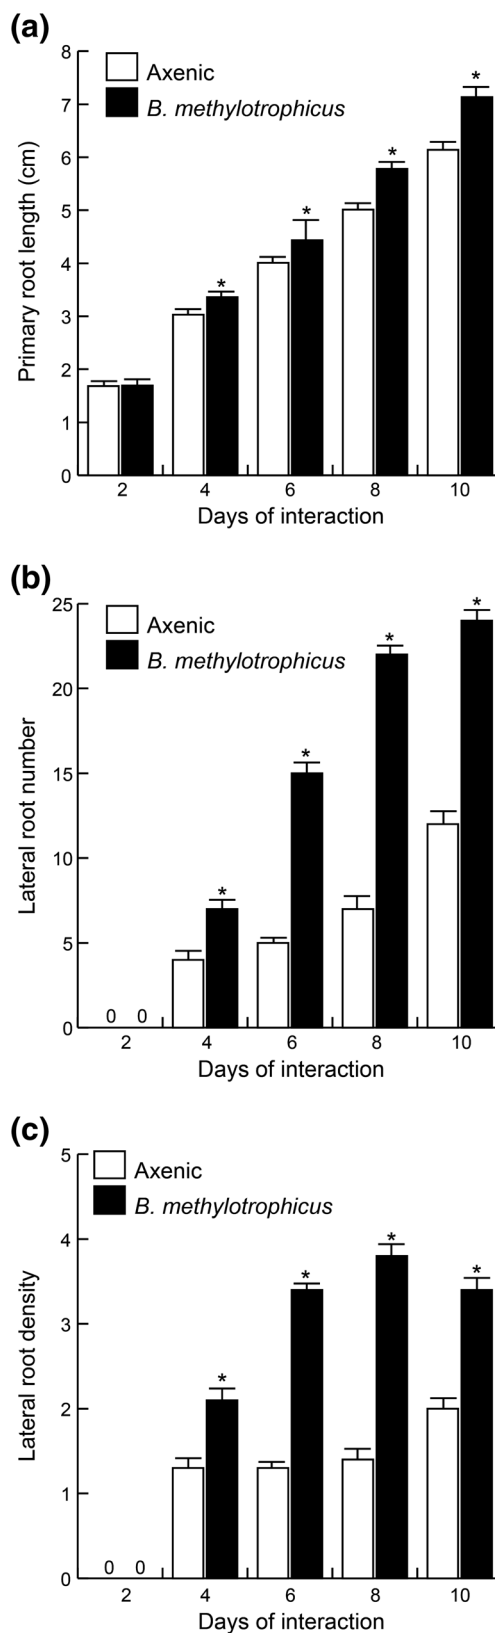 (a)
8
7
6
5
4
3
2
1
0
Primary root length (cm)
Axenic
B. methylotrophicus
*
*
*
*
2 4 6 8 10
Days of interaction
(b)
25
20
15
10
5
0
Lateral root number
Axenic
B. methylotrophicus
*
*
*
*
0 0
2 4 6 8 10
Days of interaction
(c)
5
4
3
2
1
0
Lateral root density
Axenic
B. methylotrophicus
*
*
*
*
0 0
2 4 6 8 10
Days of interaction